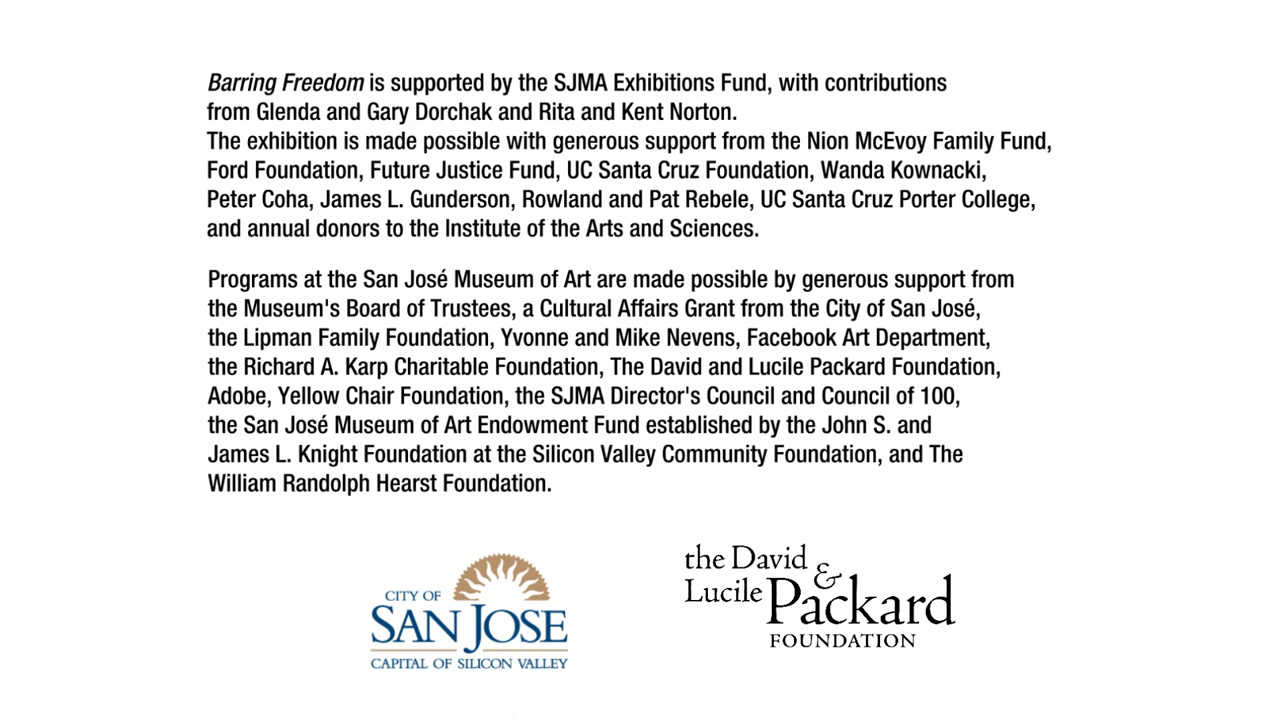 Barring Freedom is supported by the SJMA Exhibitions Fund, with contributions
from Glenda and Gary Dorchak and Rita and Kent Norton.
The exhibition is made possible with generous support from the Nion McEvoy Family Fund,
Ford Foundation, Future Justice Fund, UC Santa Cruz Foundation, Wanda Kownacki,
Peter Coha, James L. Gunderson, Rowland and Pat Rebele, UC Santa Cruz Porter College,
and annual donors to the Institute of the Arts and Sciences.
Programs at the San José Museum of Art are made possible by generous support from
the Museum's Board of Trustees, a Cultural Affairs Grant from the City of San José,
the Lipman Family Foundation, Yvonne and Mike Nevens, Facebook Art Department,
the Richard A. Karp Charitable Foundation, The David and Lucile Packard Foundation,
Adobe, Yellow Chair Foundation, the SJMA Director's Council and Council of 100,
the San José Museum of Art Endowment Fund established by the John S. and
James L. Knight Foundation at the Silicon Valley Community Foundation, and The
William Randolph Hearst Foundation.
CITY OF
SAN JOSE
CAPITAL OF SILICON VALLEY
the David &
Lucile Packard
FOUNDATION